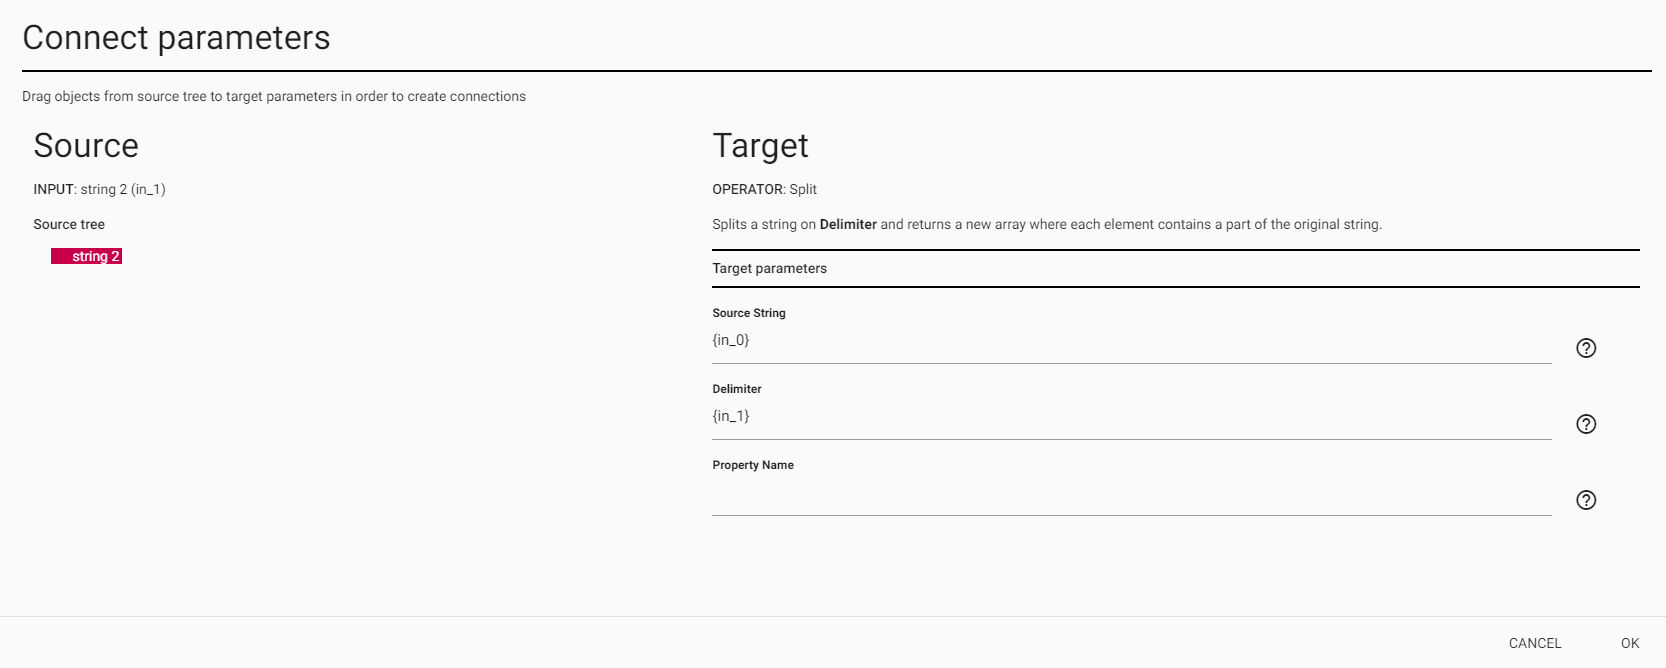 Connect parameters
Drag objects from source tree to target parameters in order to create connections
Source
INPUT: string 2 (in_1)
Source tree
string 2
Target
OPERATOR: Split
Splits a string on Delimiter and returns a new array where each element contains a part of the original string.
Target parameters
Source String
{in_0}
?
Delimiter
{in_1}
?
Property Name
?
CANCEL
OK